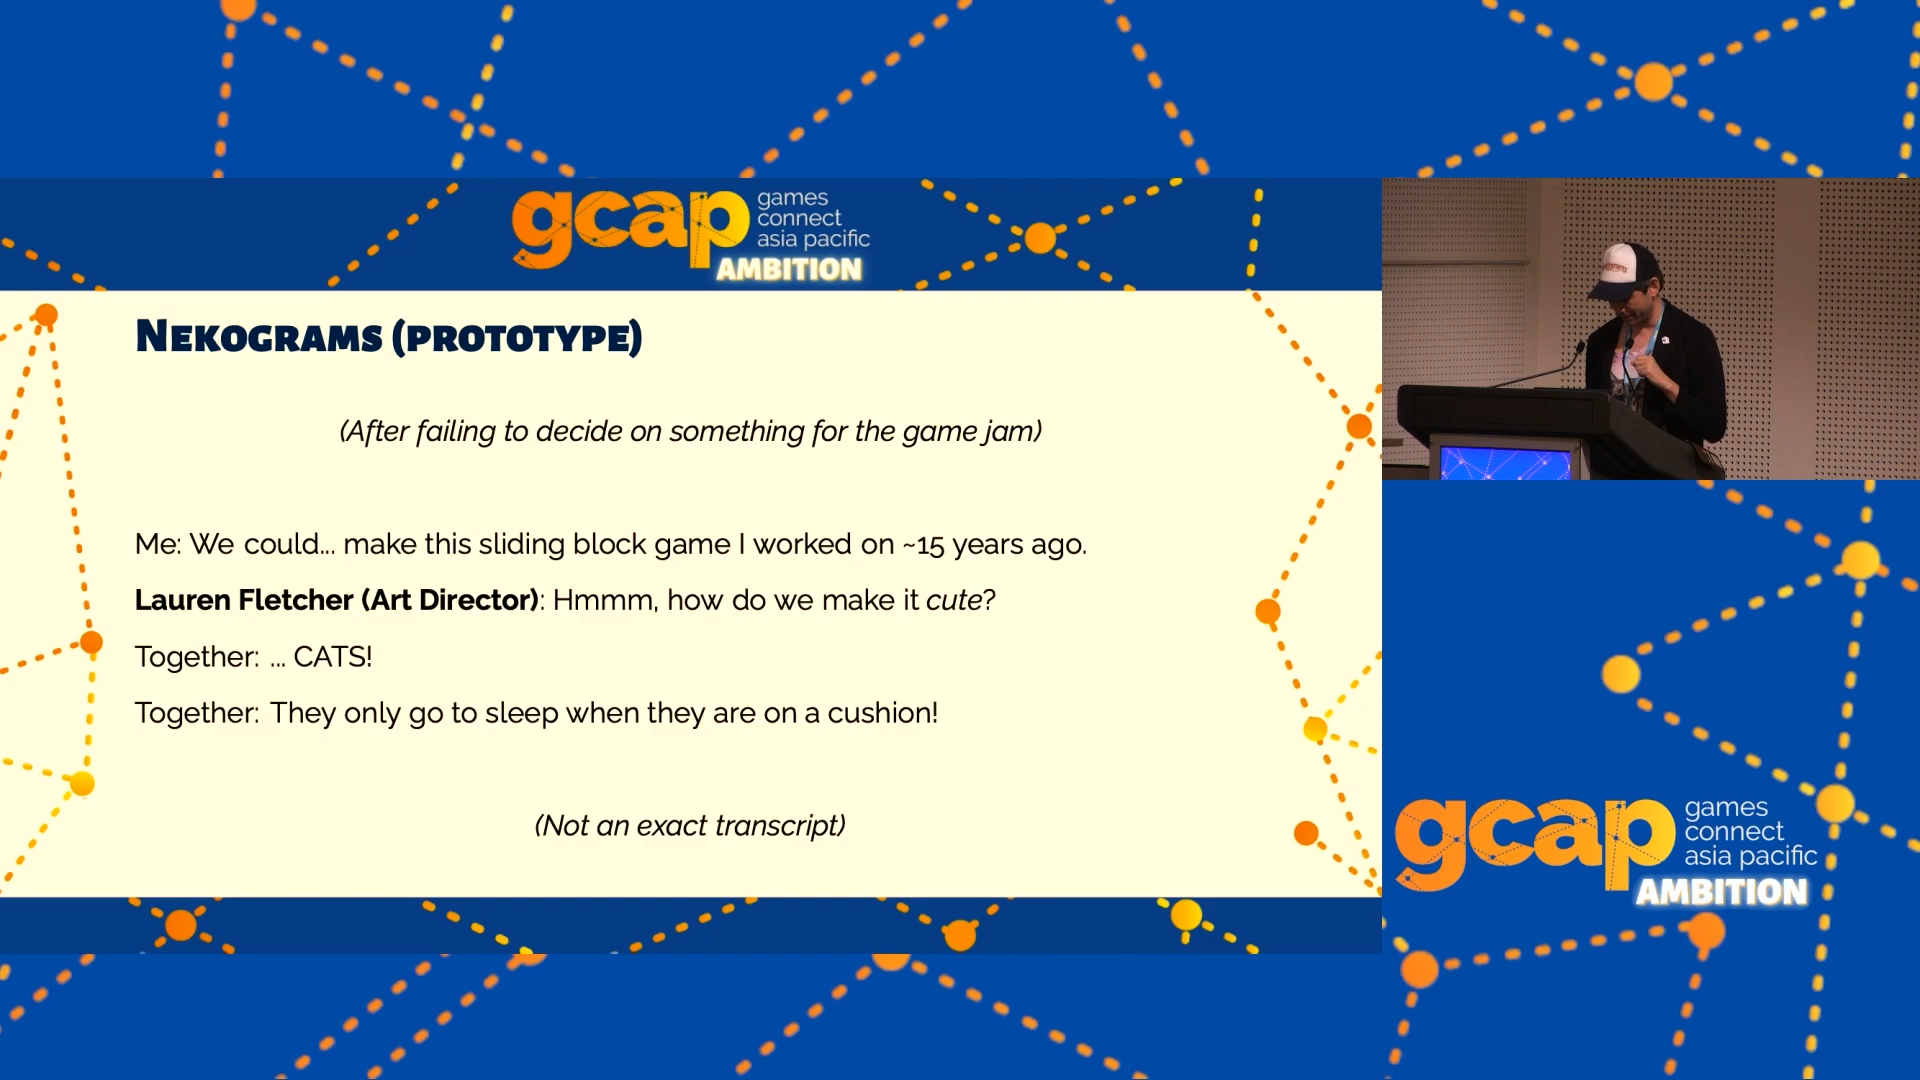 gcap games
connect
asia pacific
AMBITION
Nekograms (prototype)
(After failing to decide on something for the game jam)
Me: We could... make this sliding block game I worked on ~15 years ago.
Lauren Fletcher (Art Director): Hmmm, how do we make it cute?
Together: ... CATS!
Together: They only go to sleep when they are on a cushion!
(Not an exact transcript)
gcap games
connect
asia pacific
AMBITION